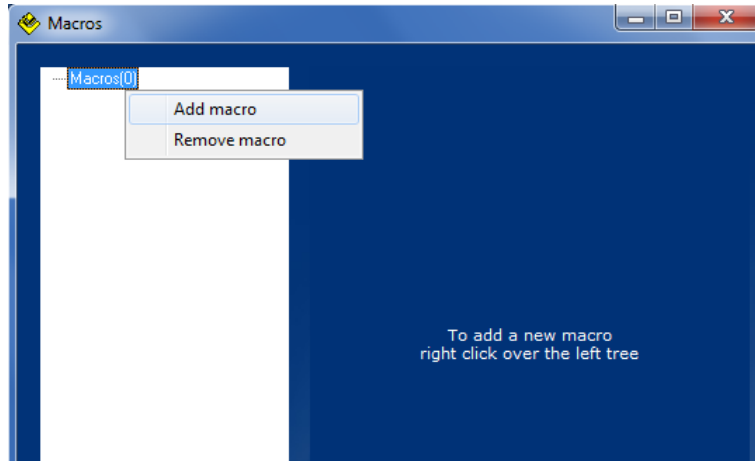 Macros
Macros(0)
Add macro
Remove macro
To add a new macro
right click over the left tree